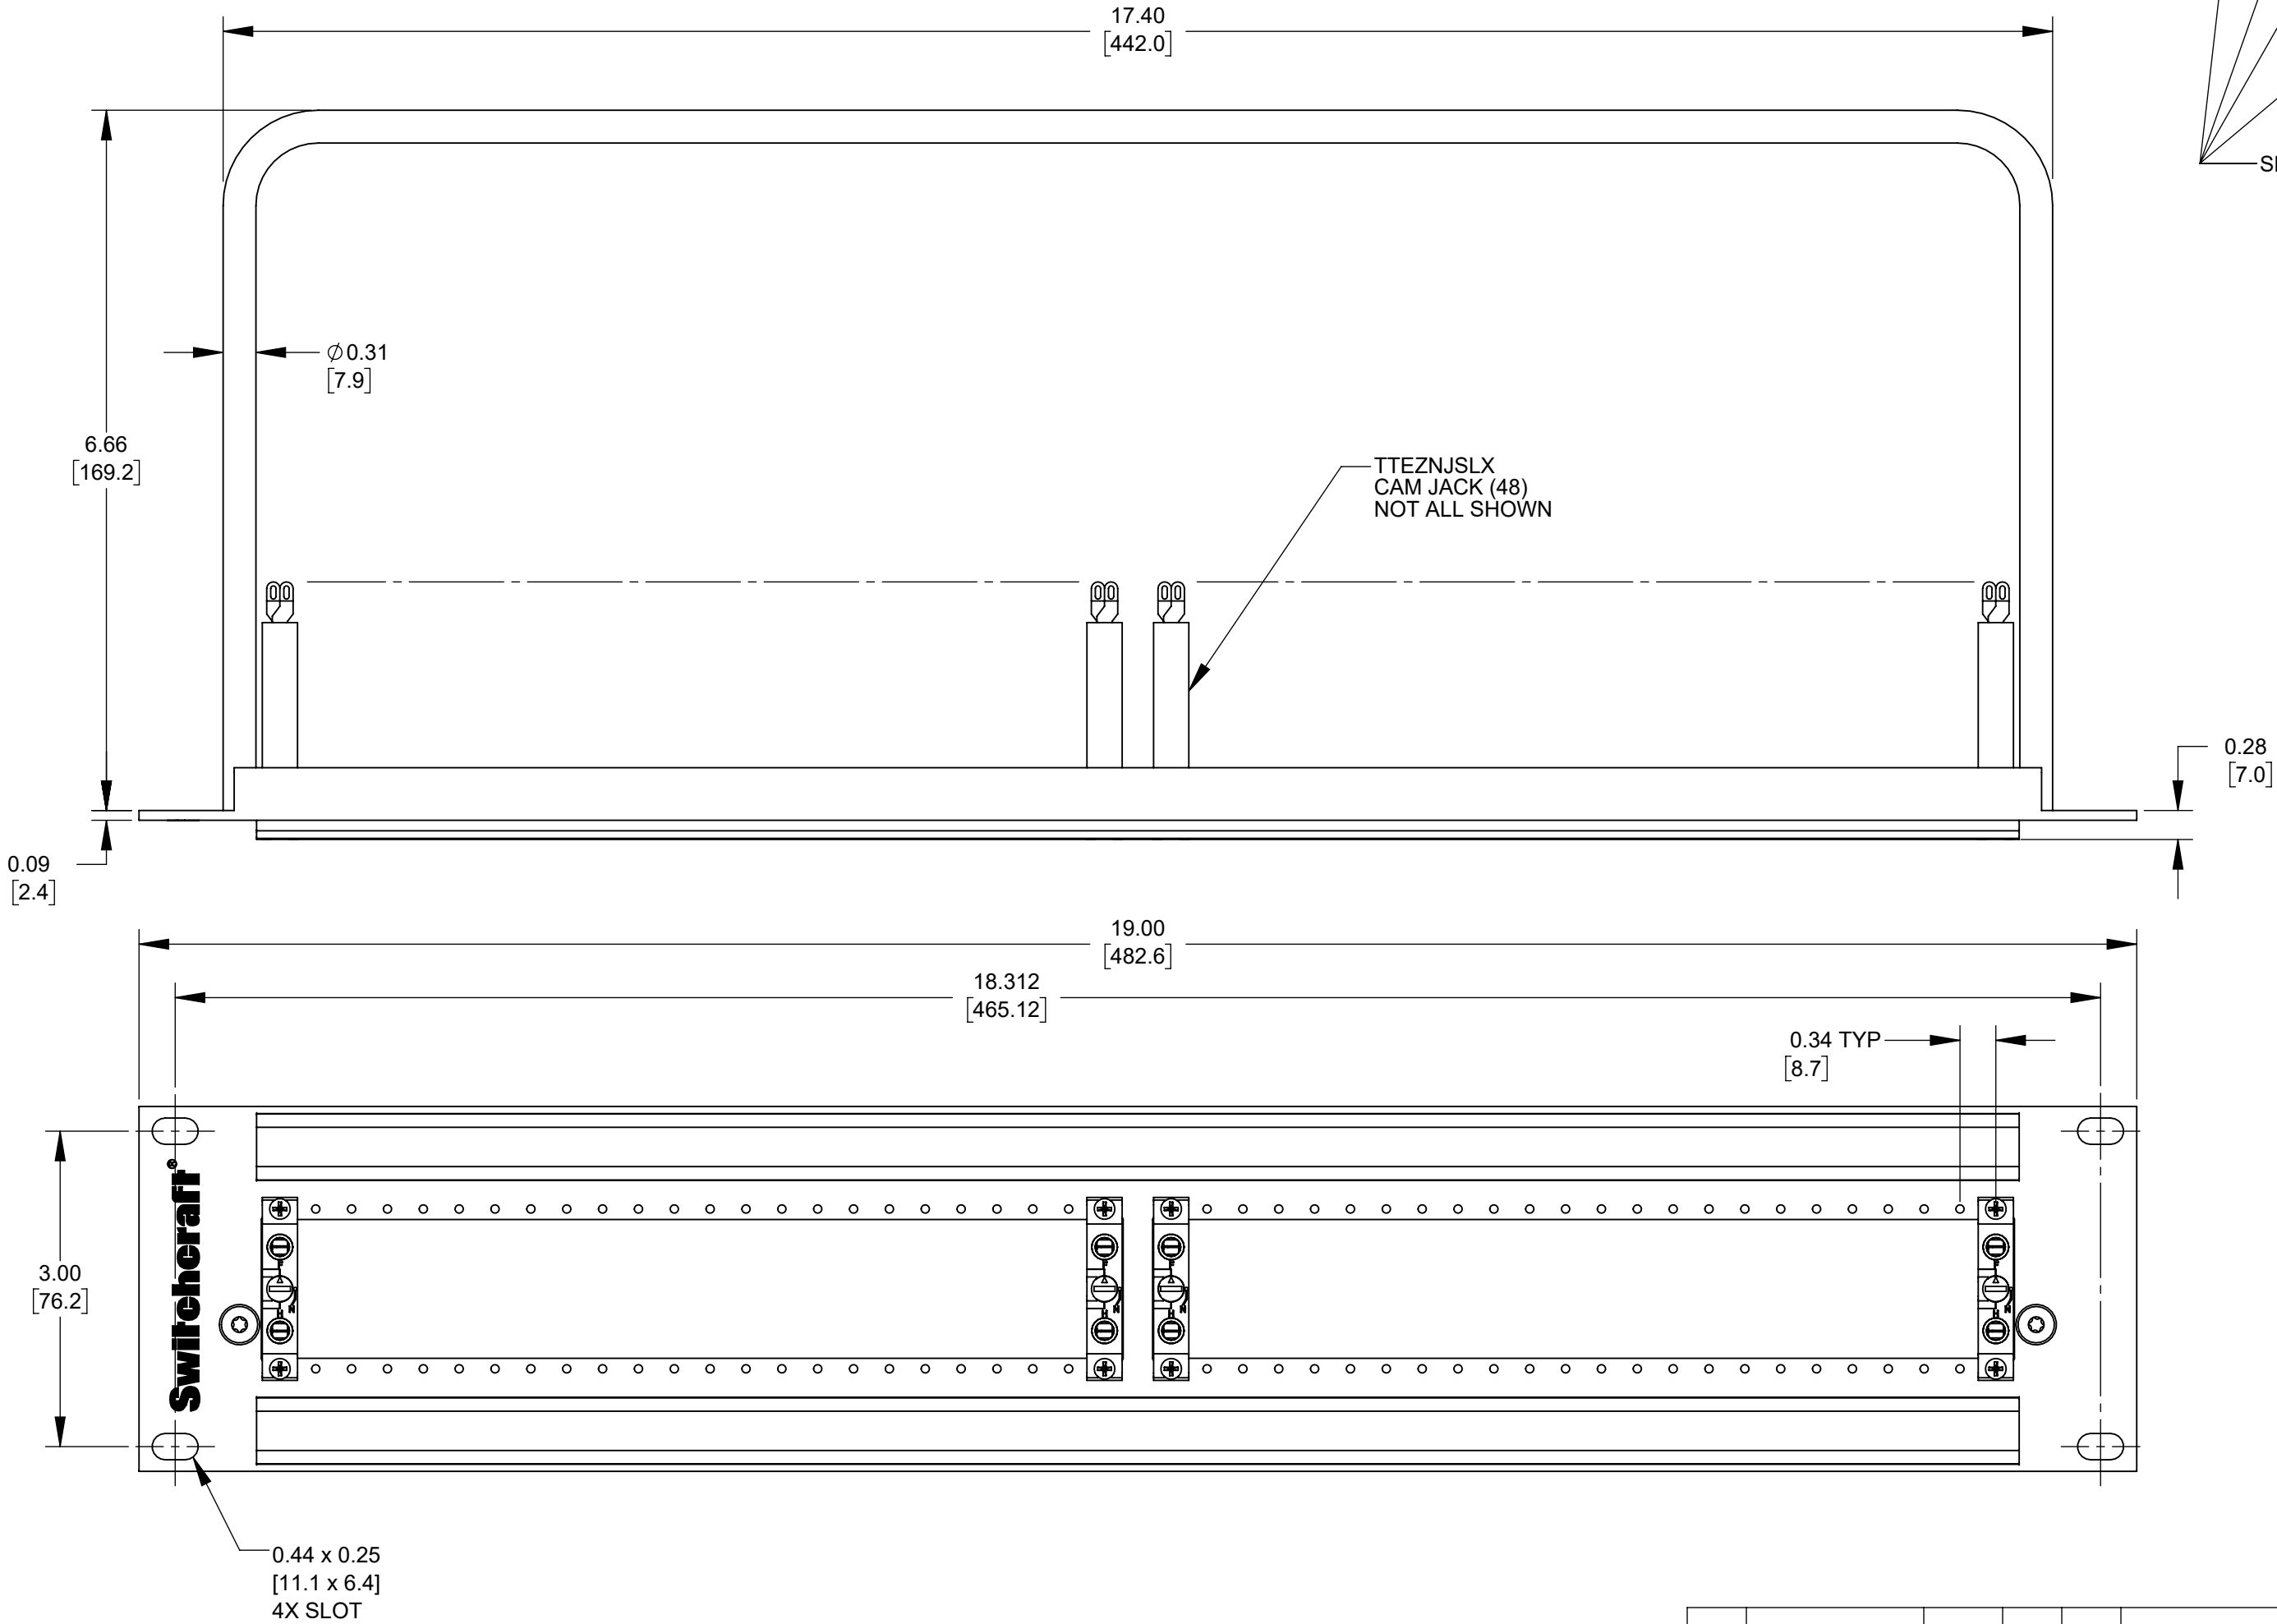 17.40
[442.0]
Ø0.31
[7.9]
6.66
[169.2]
TTEZNJSLX
CAM JACK (48)
NOT ALL SHOWN
0.28
[7.0]
0.09
[2.4]
19.00
[482.6]
18.312
[465.12]
0.34 TYP
[8.7]
Switchcraft®
3.00
[76.2]
0.44 x 0.25
[11.1 x 6.4]
4X SLOT